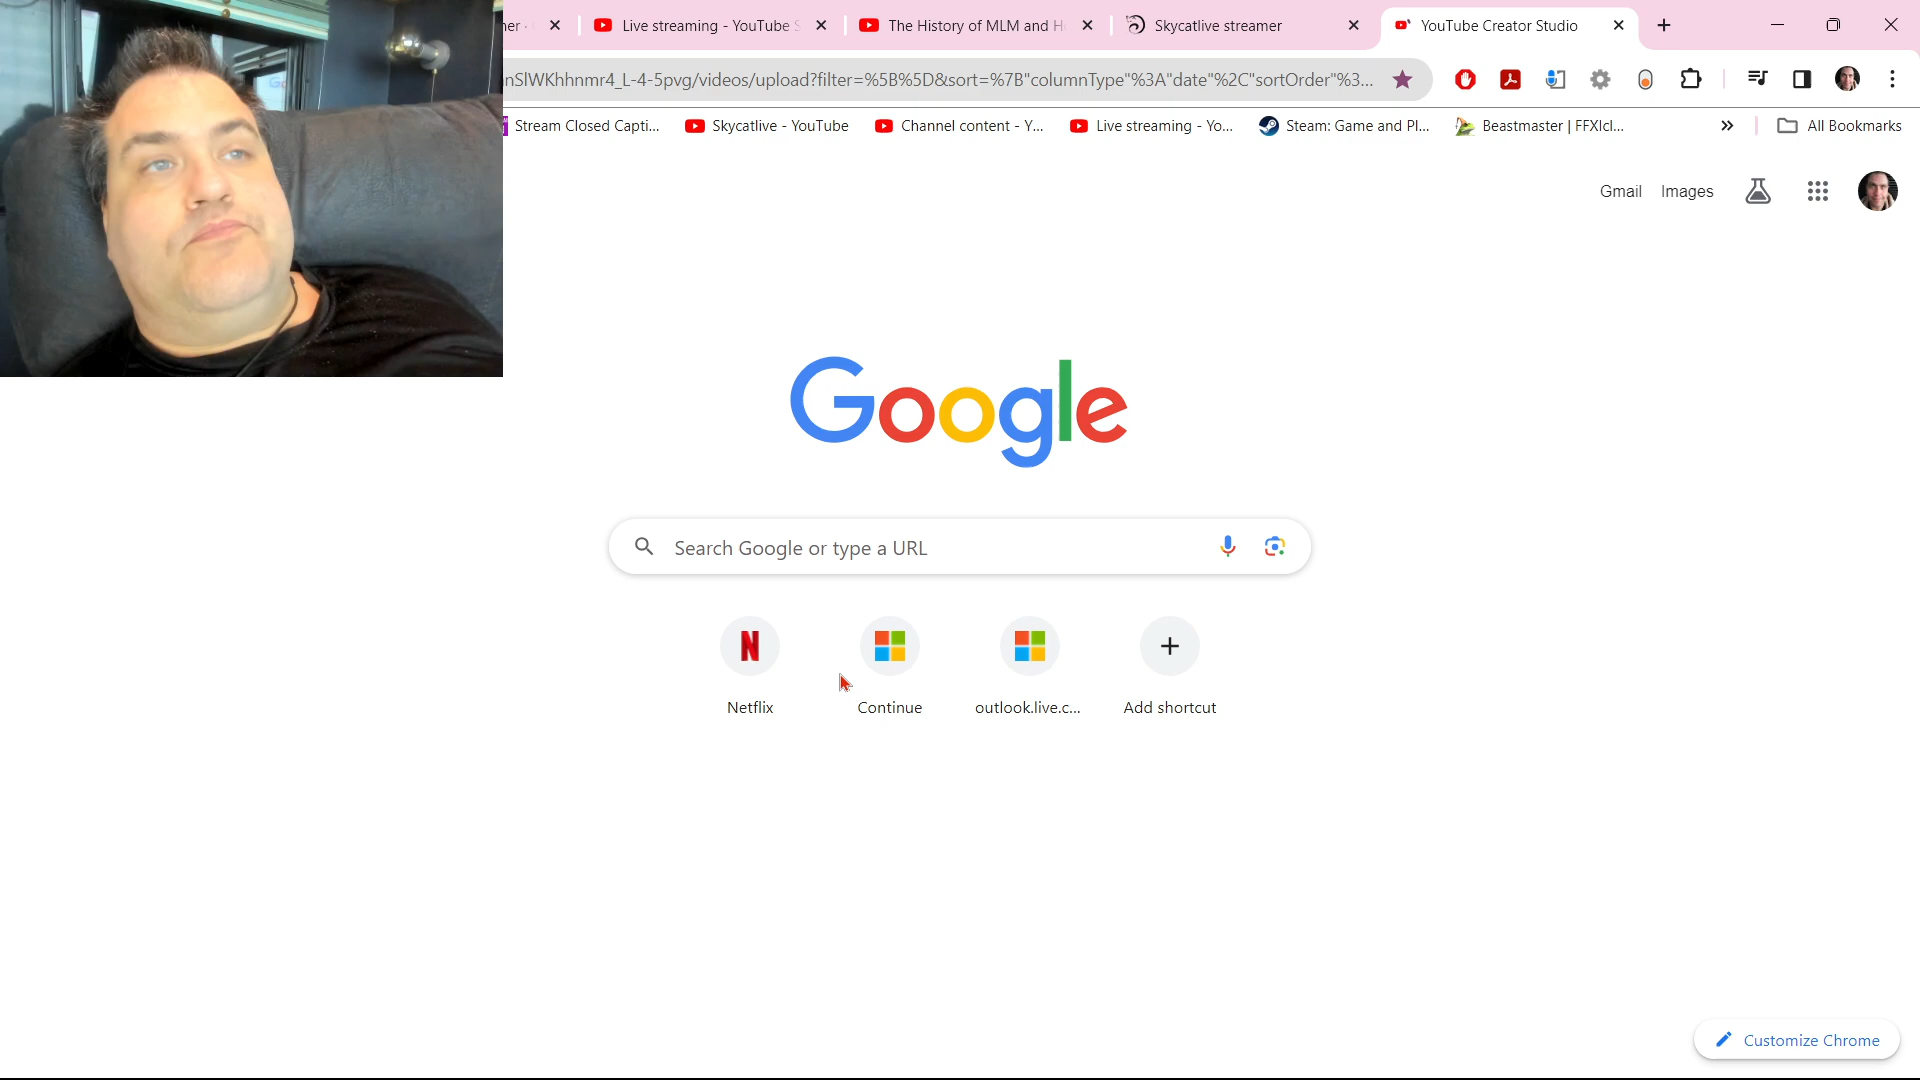 Live streaming - YouTube S
The History of MLM and H
Skycatlive streamer
YouTube Creator Studio
nSlWKhhnmr4_L-4-5pvg/videos/upload?filter=%5B%5D&sort=%7B"columnType"%3A"date"%2C"sortOrder"%3...
Stream Closed Capti...
Skycatlive - YouTube
Channel content - Y...
Live streaming - Yo...
Steam: Game and Pl...
Beastmaster | FFXIcl...
All Bookmarks
Gmail
Images
Google
Search Google or type a URL
Netflix
Continue
outlook.live.c...
Add shortcut
Customize Chrome